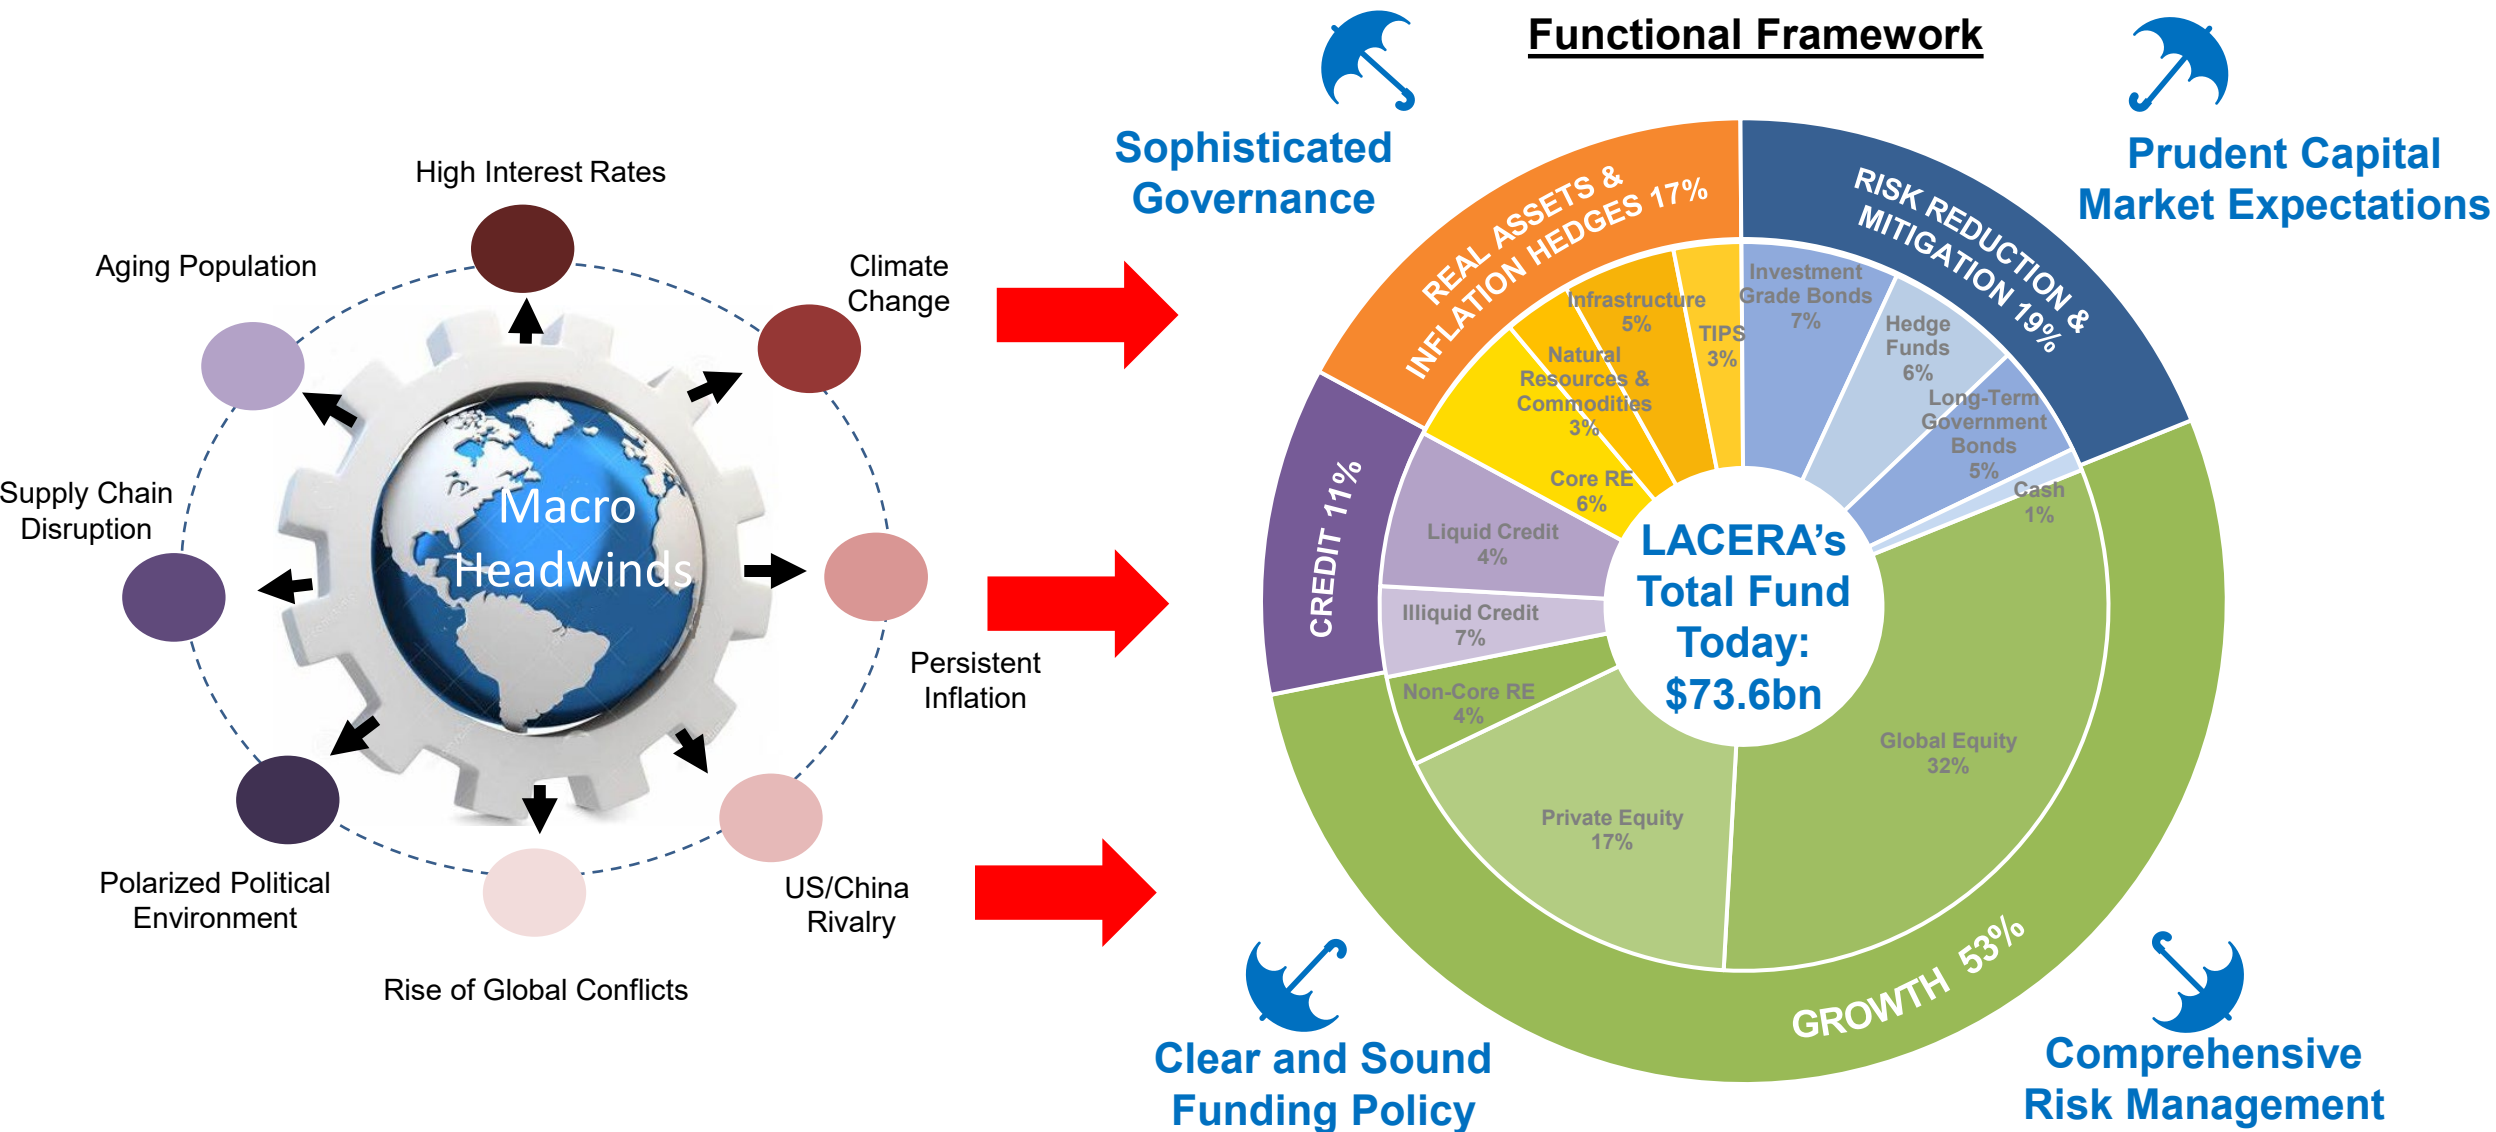 Functional Framework
Sophisticated
Governance
Prudent Capital
Market Expectations
High Interest Rates
Aging Population
Climate
Change
Supply Chain
Disruption
Macro
Headwinds
Persistent
Inflation
Polarized Political
Environment
US/China
Rivalry
Rise of Global Conflicts
REAL ASSETS &
INFLATION HEDGES 17%
RISK REDUCTION &
MITIGATION 19%
CREDIT 11%
GROWTH 53%
Investment
Grade Bonds
7%
Hedge
Funds
6%
Long-Term
Government
Bonds
5%
Cash
1%
Infrastructure
5%
TIPS
3%
Natural
Resources &
Commodities
3%
Core RE
6%
Liquid Credit
4%
Illiquid Credit
7%
Non-Core RE
4%
Private Equity
17%
Global Equity
32%
LACERA’s
Total Fund
Today:
$73.6bn
Clear and Sound
Funding Policy
Comprehensive
Risk Management